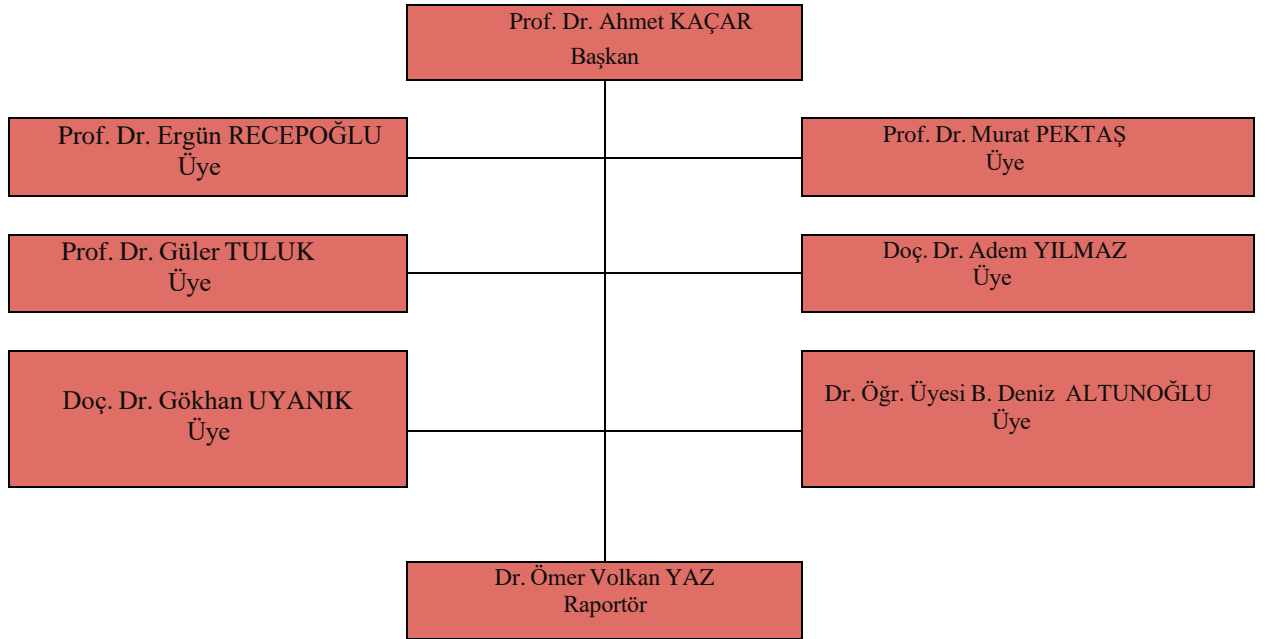 Prof. Dr. Ahmet KAÇAR
Başkan
Prof. Dr. Ergün RECEPOĞLU
Üye
Prof. Dr. Murat PEKTAŞ
Üye
Prof. Dr. Güler TULUK
Üye
Doç. Dr. Adem YILMAZ
Üye
Doç. Dr. Gökhan UYANIK
Üye
Dr. Öğr. Üyesi B. Deniz ALTUNOĞLU
Üye
Dr. Ömer Volkan YAZ
Raportör